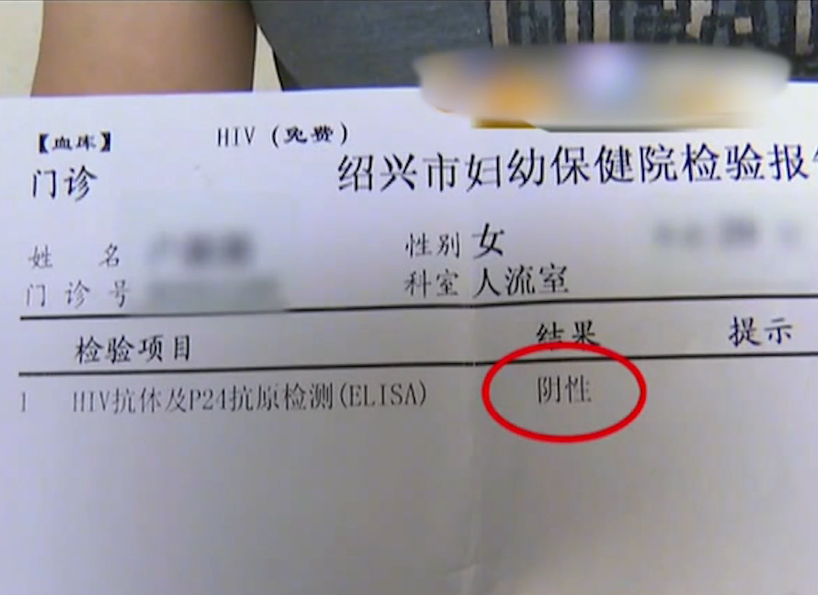 【血库】 HIV (免费)
门诊 绍兴市妇幼保健院检验报
姓 名 性别 女
门 诊 号 科室 人流室
检验项目 结果 提示
1 HIV抗体及P24抗原检测(ELISA) 阴性